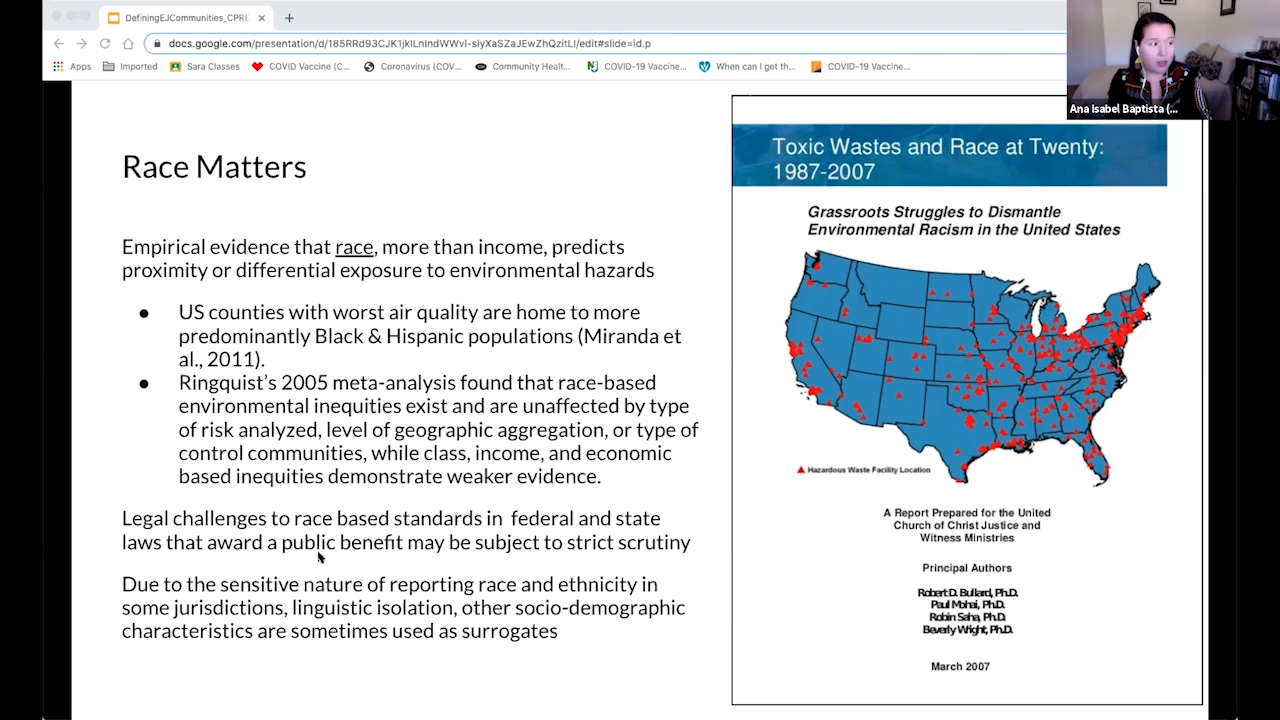 DefiningEJCommunities_CPRE
docs.google.com/presentation/d/185RRd93CJK1jkILnIndWWvI-slyXaSZaJEwZhQzitLI/edit#slide=id.p
Apps Imported Sara Classes COVID Vaccine (C... Coronavirus (COV... Community Healt... COVID-19 Vaccine... When can I get th... COVID-19 Vaccine...
Ana Isabel Baptista (...
Race Matters
Empirical evidence that race, more than income, predicts
proximity or differential exposure to environmental hazards
● US counties with worst air quality are home to more
predominantly Black & Hispanic populations (Miranda et
al., 2011).
● Ringquist's 2005 meta-analysis found that race-based
environmental inequities exist and are unaffected by type
of risk analyzed, level of geographic aggregation, or type of
control communities, while class, income, and economic
based inequities demonstrate weaker evidence.
Legal challenges to race based standards in federal and state
laws that award a public benefit may be subject to strict scrutiny
Due to the sensitive nature of reporting race and ethnicity in
some jurisdictions, linguistic isolation, other socio-demographic
characteristics are sometimes used as surrogates
Toxic Wastes and Race at Twenty:
1987-2007
Grassroots Struggles to Dismantle
Environmental Racism in the United States
Hazardous Waste Facility Location
A Report Prepared for the United
Church of Christ Justice and
Witness Ministries
Principal Authors
Robert D. Bullard, Ph.D.
Paul Mohai, Ph.D.
Robin Saha, Ph.D.
Beverly Wright, Ph.D.
March 2007